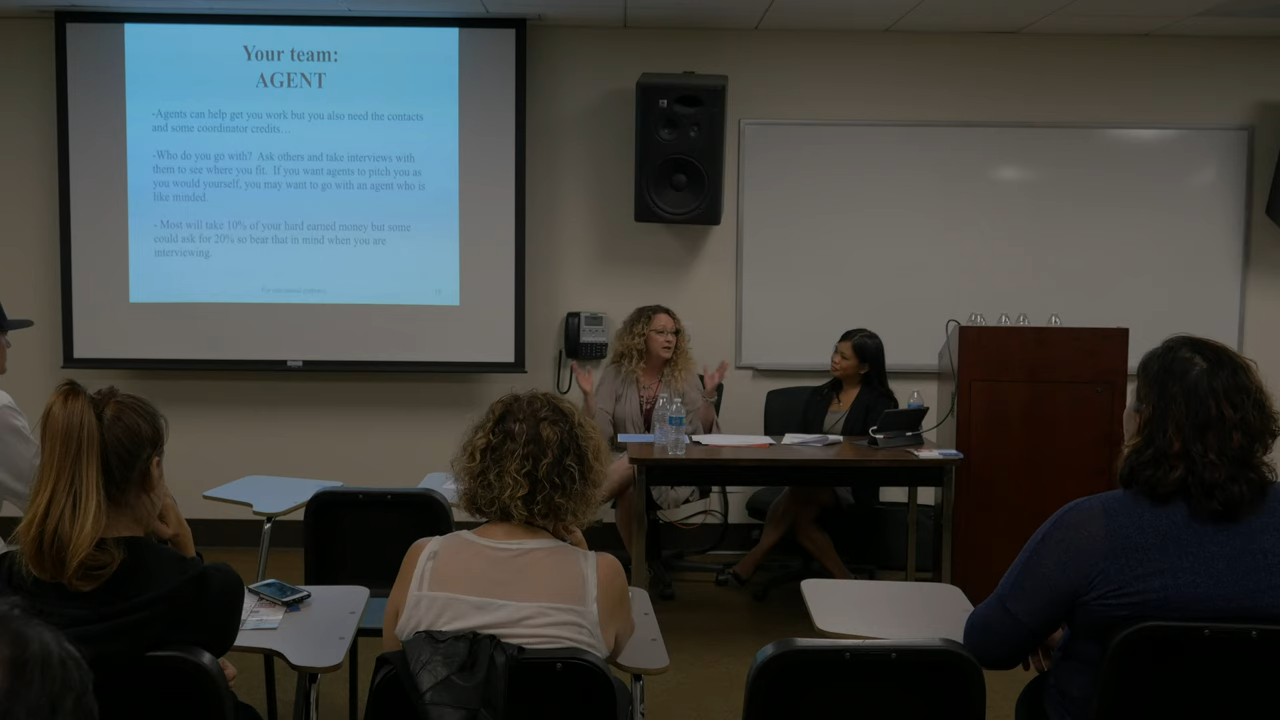 Your team:
AGENT
-Agents can help get you work but you also need the contacts
and some coordinator credits…
-Who do you go with? Ask others and take interviews with
them to see where you fit. If you want agents to pitch you as
you would yourself, you may want to go with an agent who is
like minded.
- Most will take 10% of your hard earned money but some
could ask for 20% so bear that in mind when you are
interviewing.